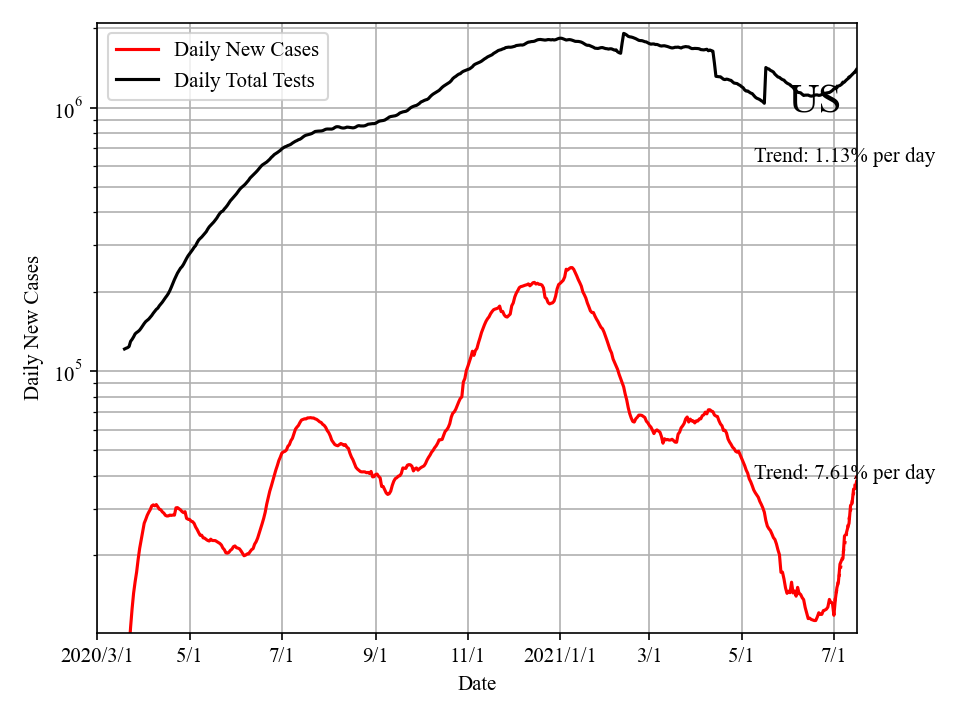 Daily New Cases
Daily Total Tests
10^6
US
Trend: 1.13% per day
Daily New Cases
10^5
Trend: 7.61% per day
2020/3/1 5/1 7/1 9/1 11/1 2021/1/1 3/1 5/1 7/1
Date